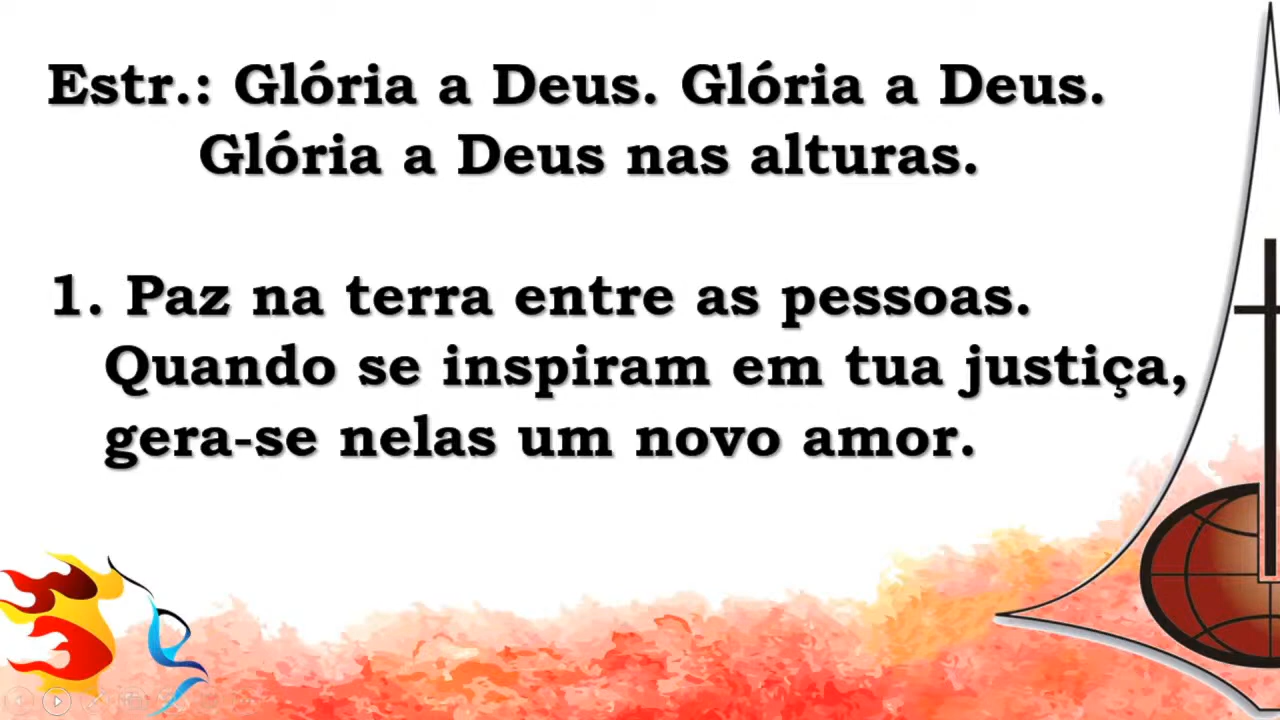 Estr.: Glória a Deus. Glória a Deus.
Glória a Deus nas alturas.
1. Paz na terra entre as pessoas.
Quando se inspiram em tua justiça,
gera-se nelas um novo amor.